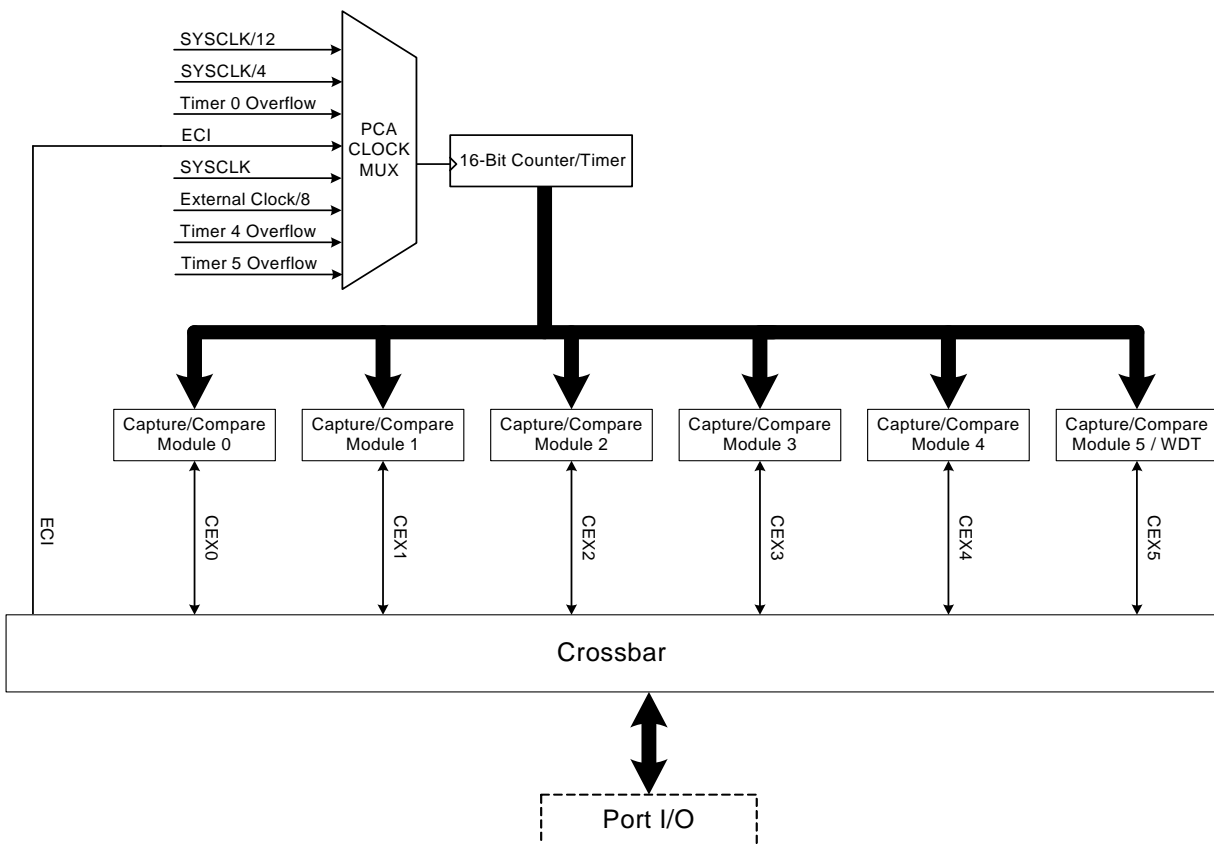 SYSCLK/12
SYSCLK/4
Timer 0 Overflow
ECI
SYSCLK
External Clock/8
Timer 4 Overflow
Timer 5 Overflow
PCA
CLOCK
MUX
16-Bit Counter/Timer
Capture/Compare
Module 0
Capture/Compare
Module 1
Capture/Compare
Module 2
Capture/Compare
Module 3
Capture/Compare
Module 4
Capture/Compare
Module 5 / WDT
ECI
CEX0
CEX1
CEX2
CEX3
CEX4
CEX5
Crossbar
Port I/O